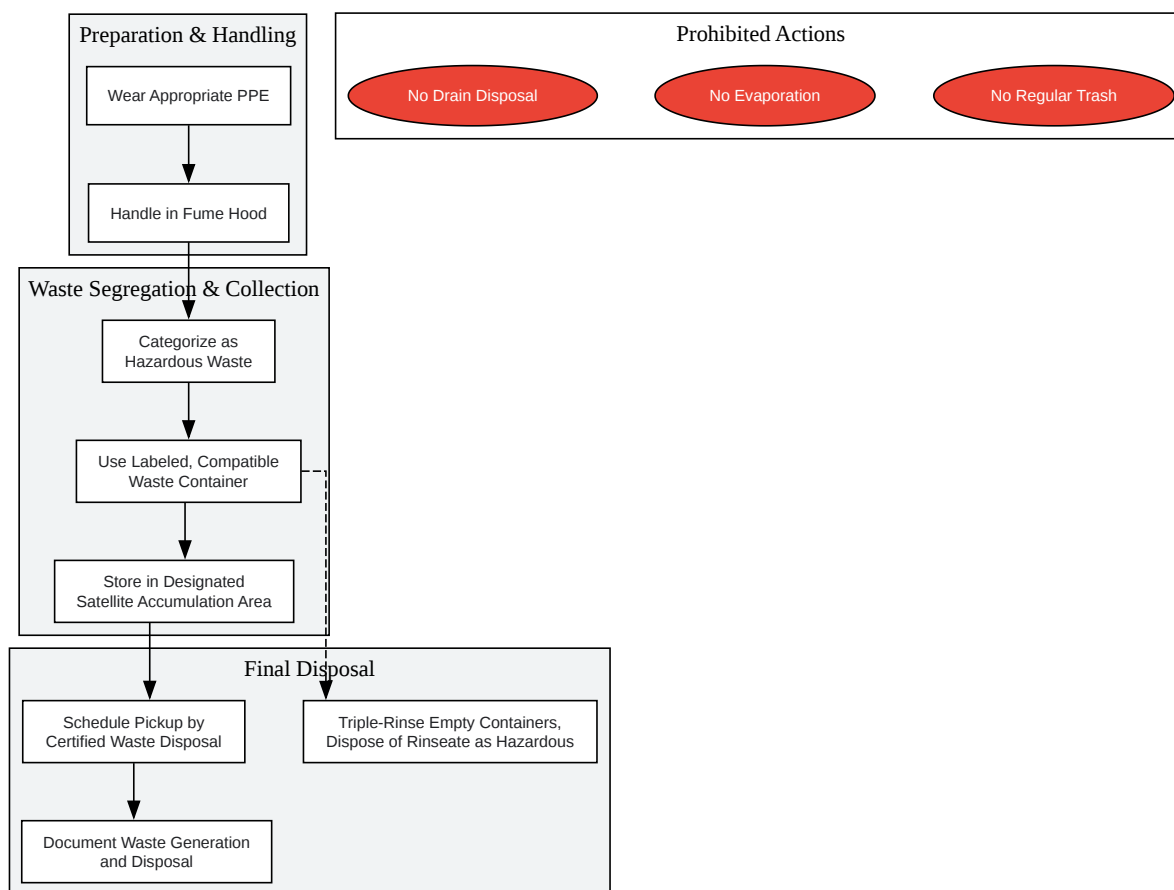 Preparation & Handling
Wear Appropriate PPE
Handle in Fume Hood
Prohibited Actions
No Drain Disposal
No Evaporation
No Regular Trash
Waste Segregation & Collection
Categorize as
Hazardous Waste
Use Labeled, Compatible
Waste Container
Store in Designated
Satellite Accumulation Area
Final Disposal
Schedule Pickup by
Certified Waste Disposal
Triple-Rinse Empty Containers,
Dispose of Rinseate as Hazardous
Document Waste Generation
and Disposal